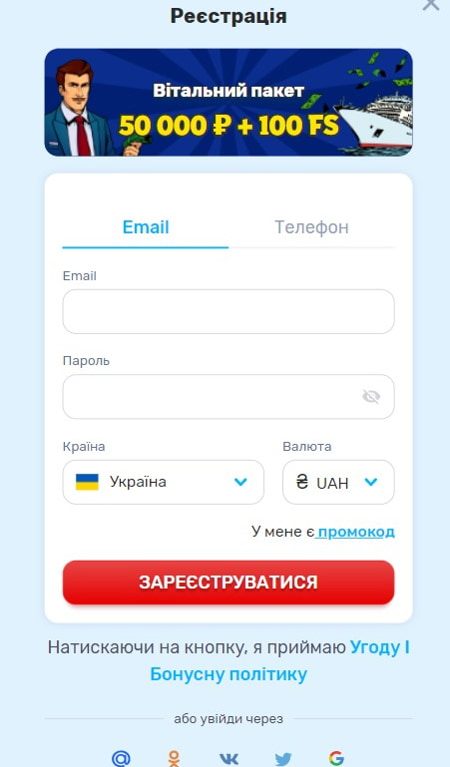 Реєстрація
Вітальний пакет
50 000 ₽ + 100 FS
Email Телефон
Email
Пароль
Країна Валюта
Україна ₴ UAH
У мене є промокод
ЗАРЕЄСТРУВАТИСЯ
Натискаючи на кнопку, я приймаю Угоду І
Бонусну політику
або увійди через